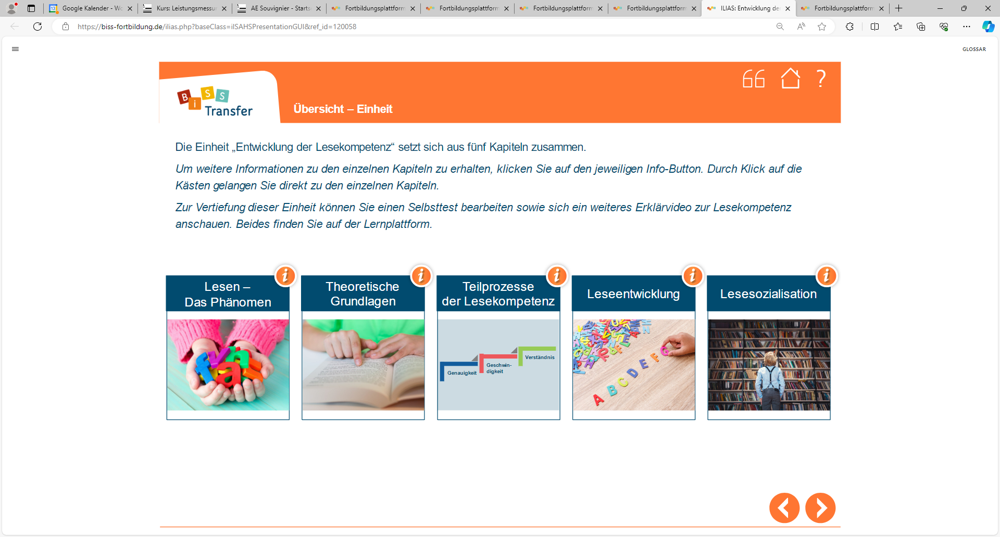 Google Kalender - Wo
Kurs: Leistungsmessun
AE Souvignier - Starts
Fortbildungsplattform
Fortbildungsplattform
Fortbildungsplattform
Fortbildungsplattform
ILIAS: Entwicklung der
Fortbildungsplattform
https://biss-fortbildung.de/ilias.php?baseClass=ilSAHSPresentationGUI&ref_id=120058
GLOSSAR
BiSS
Transfer
?
Übersicht – Einheit
Die Einheit „Entwicklung der Lesekompetenz“ setzt sich aus fünf Kapiteln zusammen.
Um weitere Informationen zu den einzelnen Kapiteln zu erhalten, klicken Sie auf den jeweiligen Info-Button. Durch Klick auf die
Kästen gelangen Sie direkt zu den einzelnen Kapiteln.
Zur Vertiefung dieser Einheit können Sie einen Selbsttest bearbeiten sowie sich ein weiteres Erklärvideo zur Lesekompetenz
anschauen. Beides finden Sie auf der Lernplattform.
Lesen –
Das Phänomen
i
Theoretische
Grundlagen
i
Teilprozesse
der Lesekompetenz
i
Genauigkeit
Geschwin-
digkeit
Verständnis
Leseentwicklung
i
A B C D E F G
Lesesozialisation
i